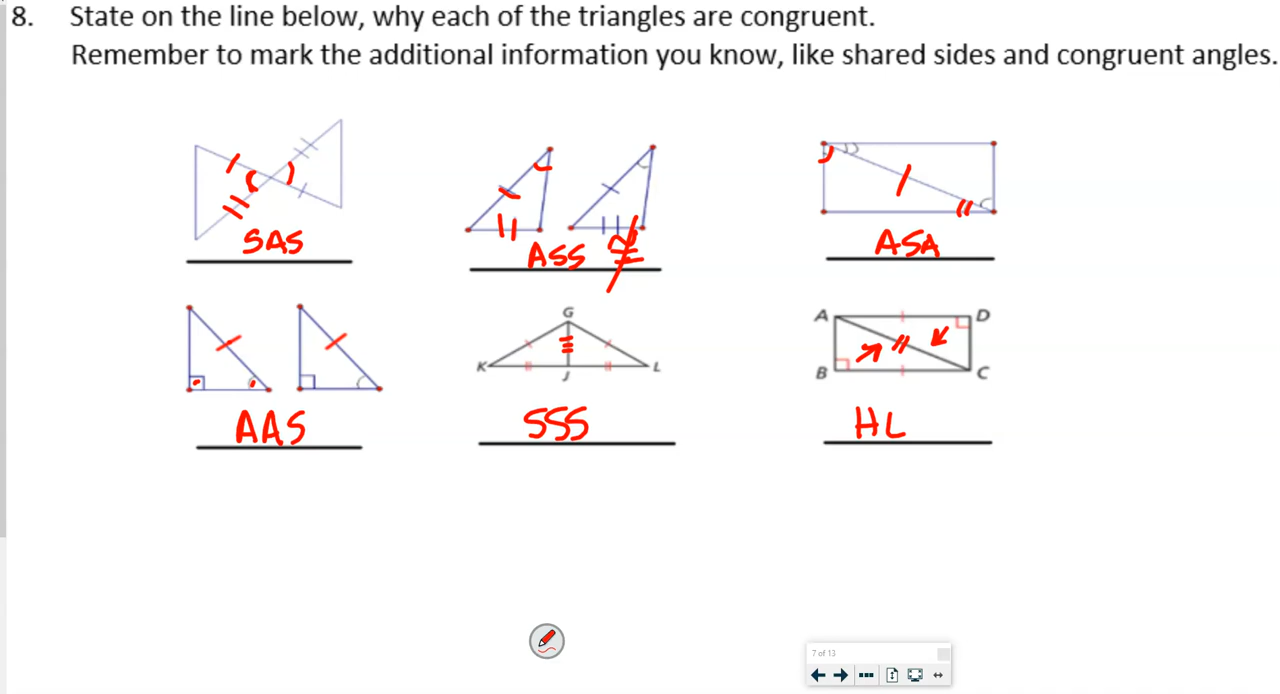 8. State on the line below, why each of the triangles are congruent.
Remember to mark the additional information you know, like shared sides and congruent angles.
SAS
ASS ≇
ASA
AAS
G
K
J
L
SSS
A
D
B
C
HL
7 of 13